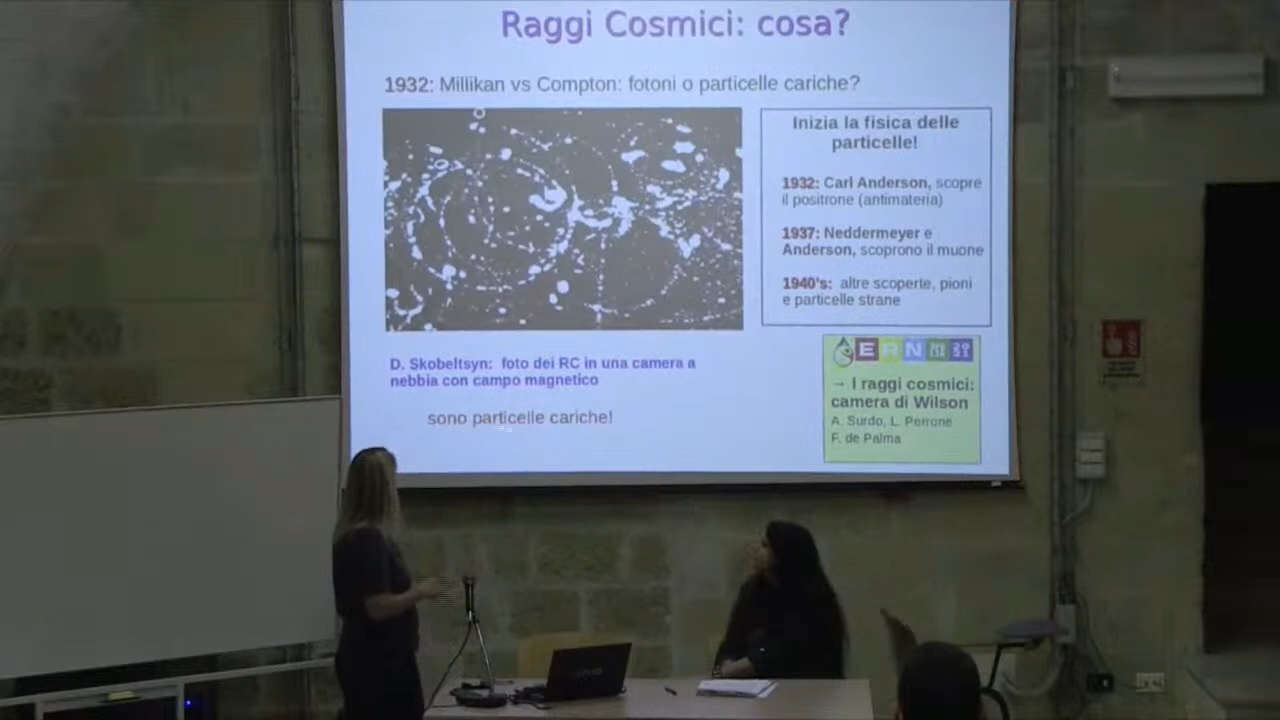 Raggi Cosmici: cosa?
1932: Millikan vs Compton: fotoni o particelle cariche?
Inizia la fisica delle
particelle!
1932: Carl Anderson, scopre
il positrone (antimateria)
1937: Neddermeyer e
Anderson, scoprono il muone
1940's: altre scoperte, pioni
e particelle strane
D. Skobeltsyn: foto dei RC in una camera a
nebbia con campo magnetico
sono particelle cariche!
ERN
→ I raggi cosmici:
camera di Wilson
A. Surdo, L. Perrone
F. de Palma